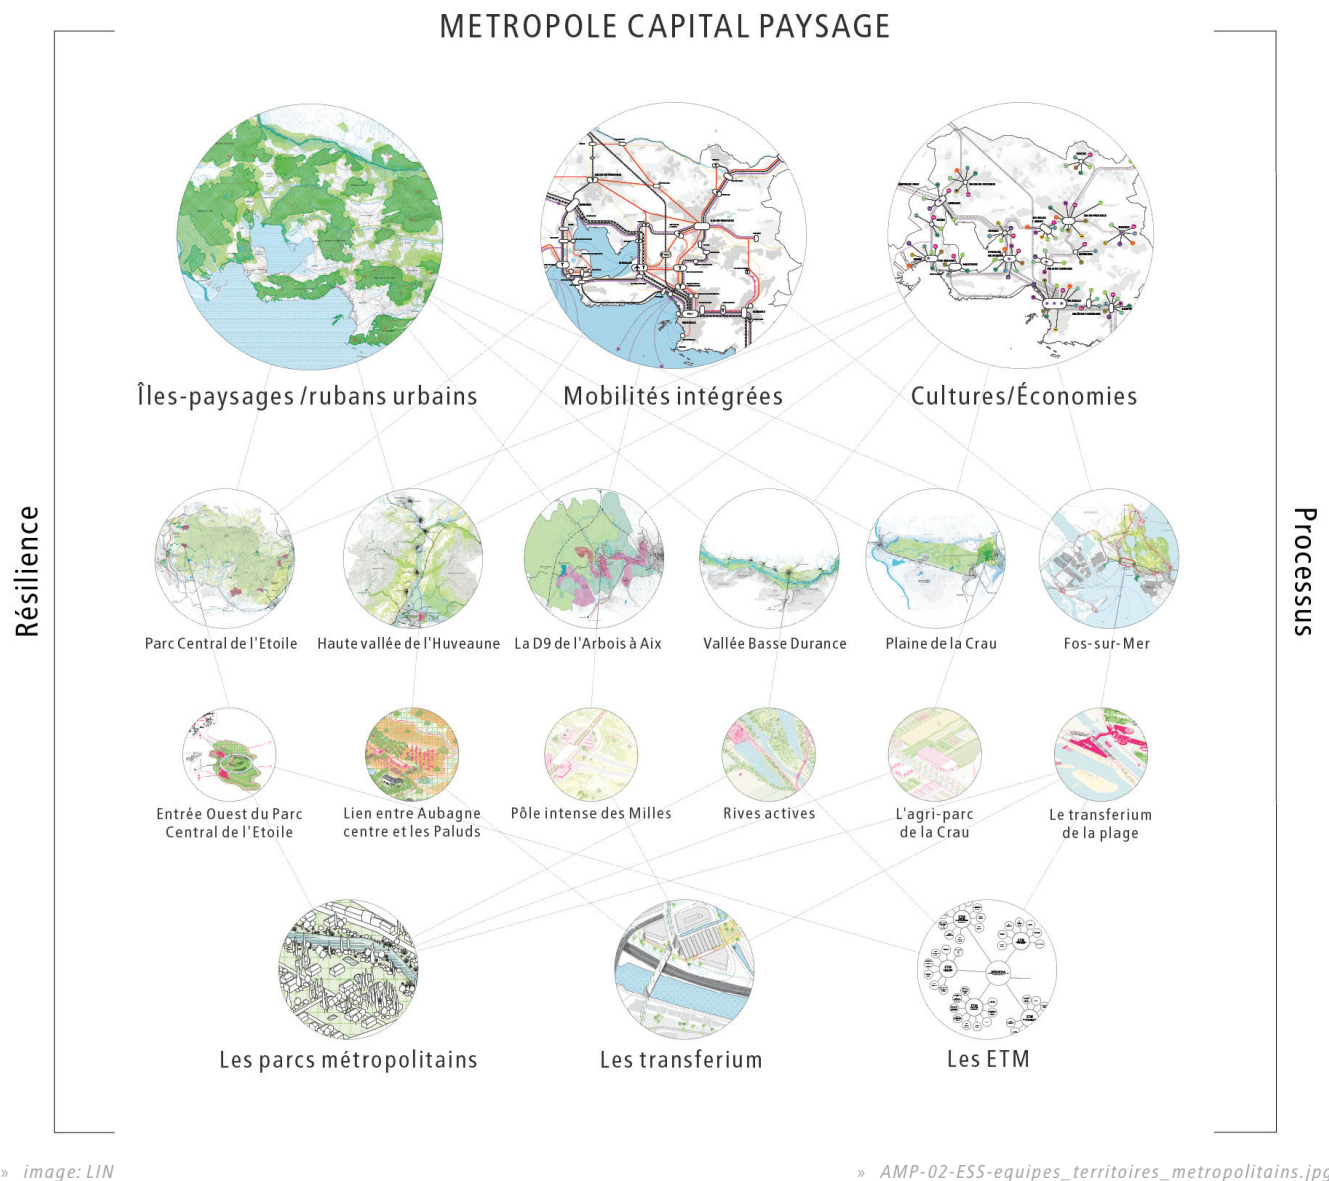 METROPOLE CAPITAL PAYSAGE
Îles-paysages /rubans urbains
Mobilités intégrées
Cultures/Économies
Résilience
Processus
Parc Central de l'Etoile
Haute vallée de l'Huveaune
La D9 de l'Arbois à Aix
Vallée Basse Durance
Plaine de la Crau
Fos-sur-Mer
Entrée Ouest du Parc
Central de l'Etoile
Lien entre Aubagne
centre et les Paluds
Pôle intense des Milles
Rives actives
L'agri-parc
de la Crau
Le transferium
de la plage
Les parcs métropolitains
Les transferium
Les ETM
» image: LIN
» AMP-02-ESS-equipes_territoires_metropolitains.jpg